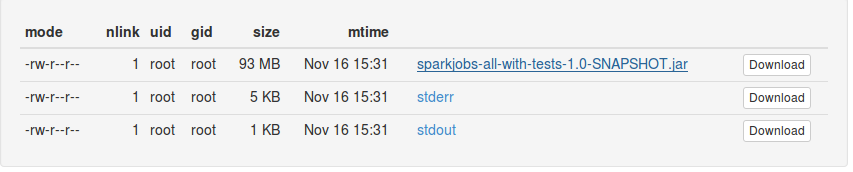 mode nlink uid gid size mtime
-rw-r--r-- 1 root root 93 MB Nov 16 15:31 sparkjobs-all-with-tests-1.0-SNAPSHOT.jar Download
-rw-r--r-- 1 root root 5 KB Nov 16 15:31 stderr Download
-rw-r--r-- 1 root root 1 KB Nov 16 15:31 stdout Download